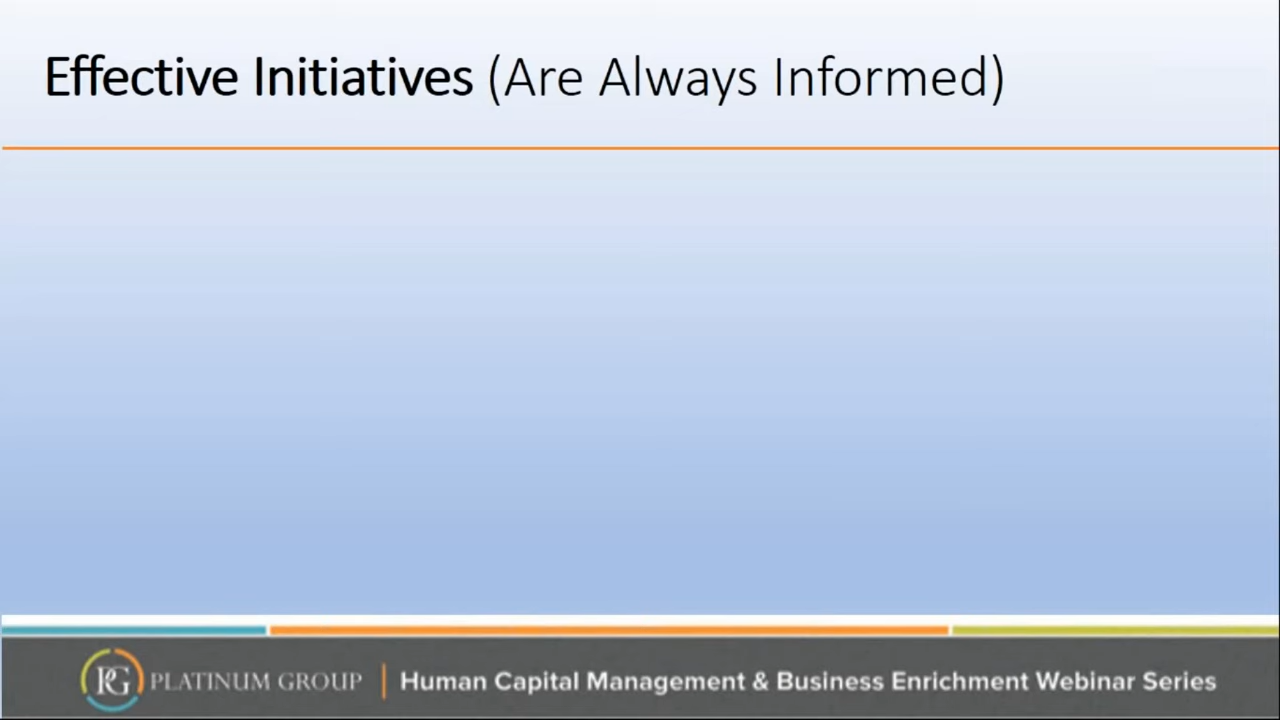 Effective Initiatives (Are Always Informed)
PG PLATINUM GROUP | Human Capital Management & Business Enrichment Webinar Series